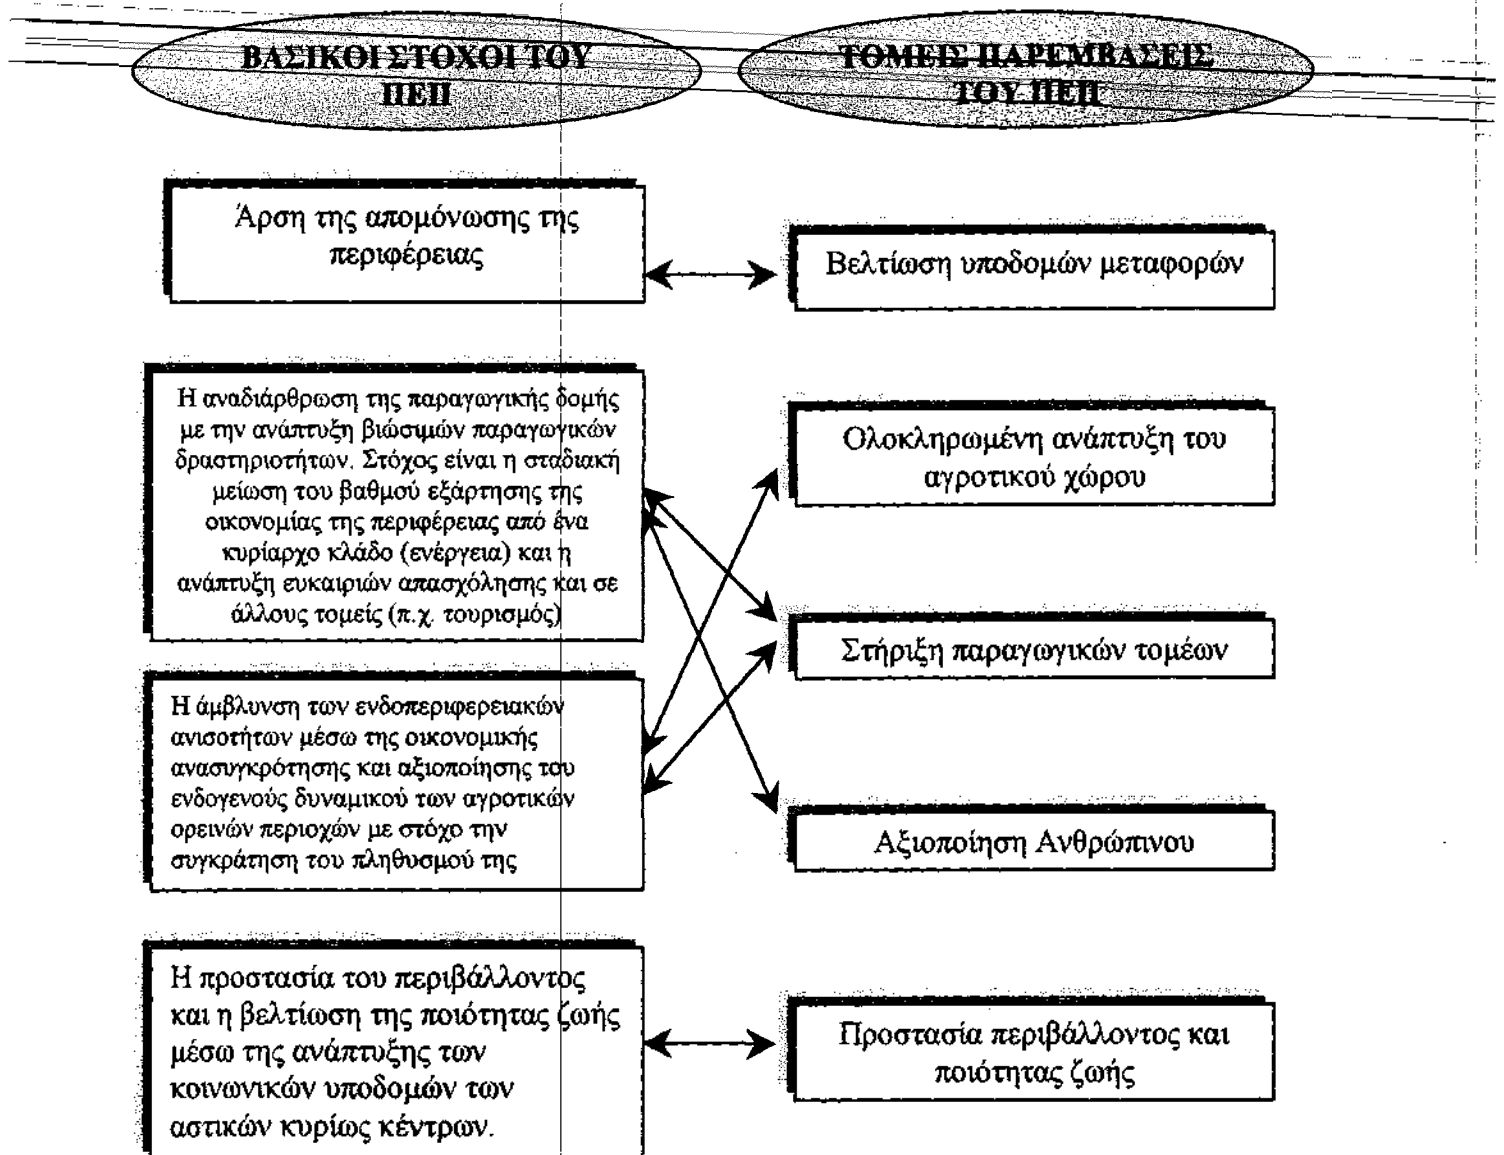 ΒΑΣΙΚΟΙ ΣΤΟΧΟΙ ΤΟΥ
ΠΕΠ
ΤΟΜΕΙΣ ΠΑΡΕΜΒΑΣΕΙΣ
ΤΟΥ ΠΕΠ
Άρση της απομόνωσης της
περιφέρειας
Βελτίωση υποδομών μεταφορών
Η αναδιάρθρωση της παραγωγικής δομής
με την ανάπτυξη βιώσιμών παραγωγικών
δραστηριοτήτων. Στόχος είναι η σταδιακή
μείωση του βαθμού εξάρτησης της
οικονομίας της περιφέρειας από ένα
κυρίαρχο κλάδο (ενέργεια) και η
ανάπτυξη ευκαιριών απασχόλησης και σε
άλλους τομείς (π.χ. τουρισμός)
Ολοκληρωμένη ανάπτυξη του
αγροτικού χώρου
Στήριξη παραγωγικών τομέων
Η άμβλυνση των ενδοπεριφερειακών
ανισοτήτων μέσω της οικονομικής
ανασυγκρότησης και αξιοποίησης του
ενδογενούς δυναμικού των αγροτικών
ορεινών περιοχών με στόχο την
συγκράτηση του πληθυσμού της
Αξιοποίηση Ανθρώπινου
Η προστασία του περιβάλλοντος
και η βελτίωση της ποιότητας ζωής
μέσω της ανάπτυξης των
κοινωνικών υποδομών των
αστικών κυρίως κέντρων.
Προστασία περιβάλλοντος και
ποιότητας ζωής